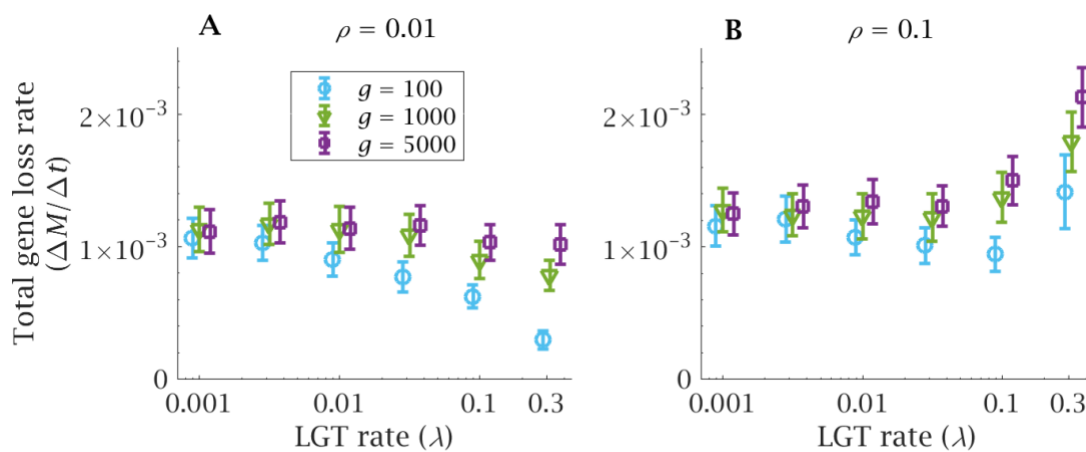 A
ρ = 0.01
B
ρ = 0.1
g = 100
g = 1000
g = 5000
Total gene loss rate
(ΔM/Δt)
2×10⁻³
1×10⁻³
0
0.001
0.01
0.1
0.3
LGT rate (λ)
2×10⁻³
1×10⁻³
0
0.001
0.01
0.1
0.3
LGT rate (λ)